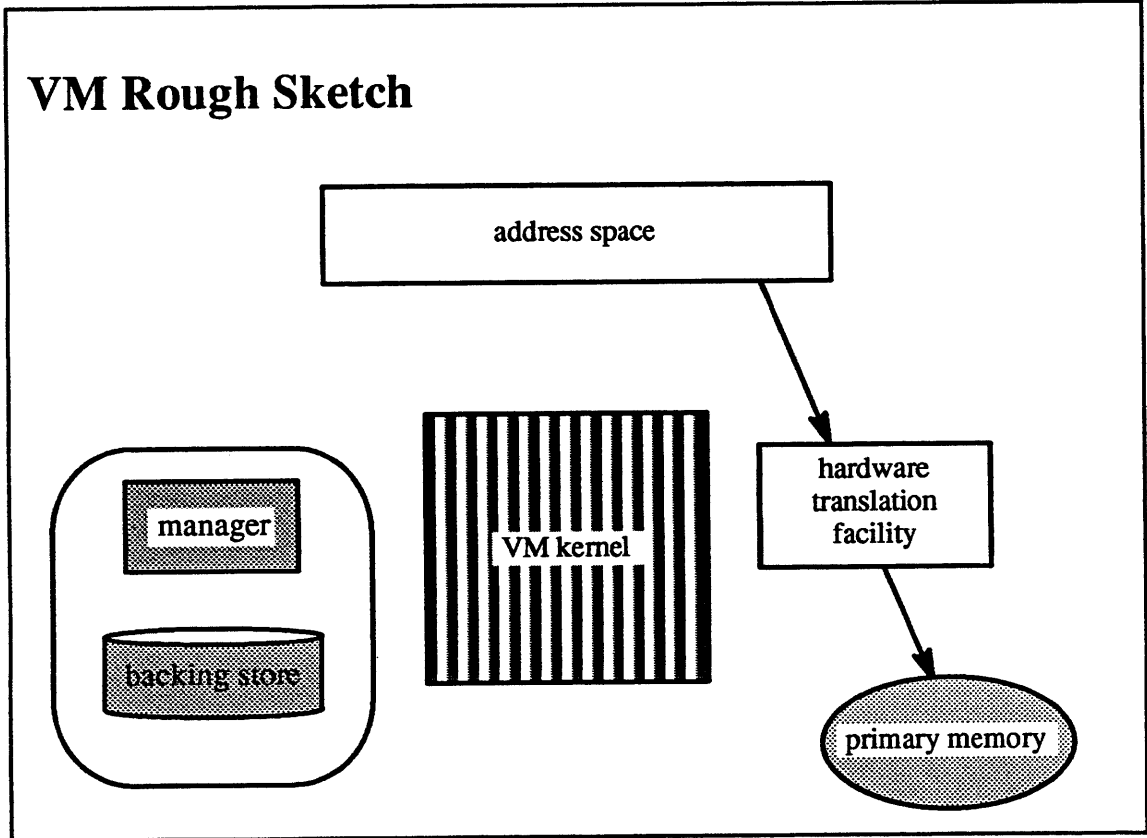 VM Rough Sketch
address space
hardware
translation
facility
manager
VM kernel
backing store
primary memory